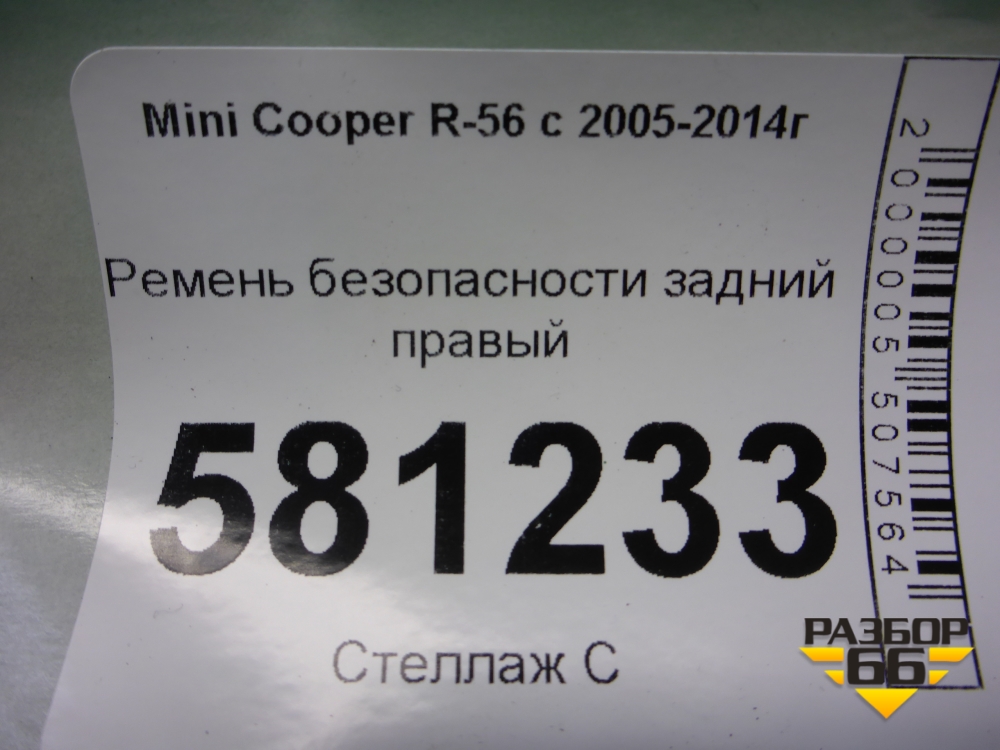 Mini Cooper R-56 с 2005-2014г
Ремень безопасности задний
правый
581233
Стеллаж С
2000005507564
РАЗБОР
66